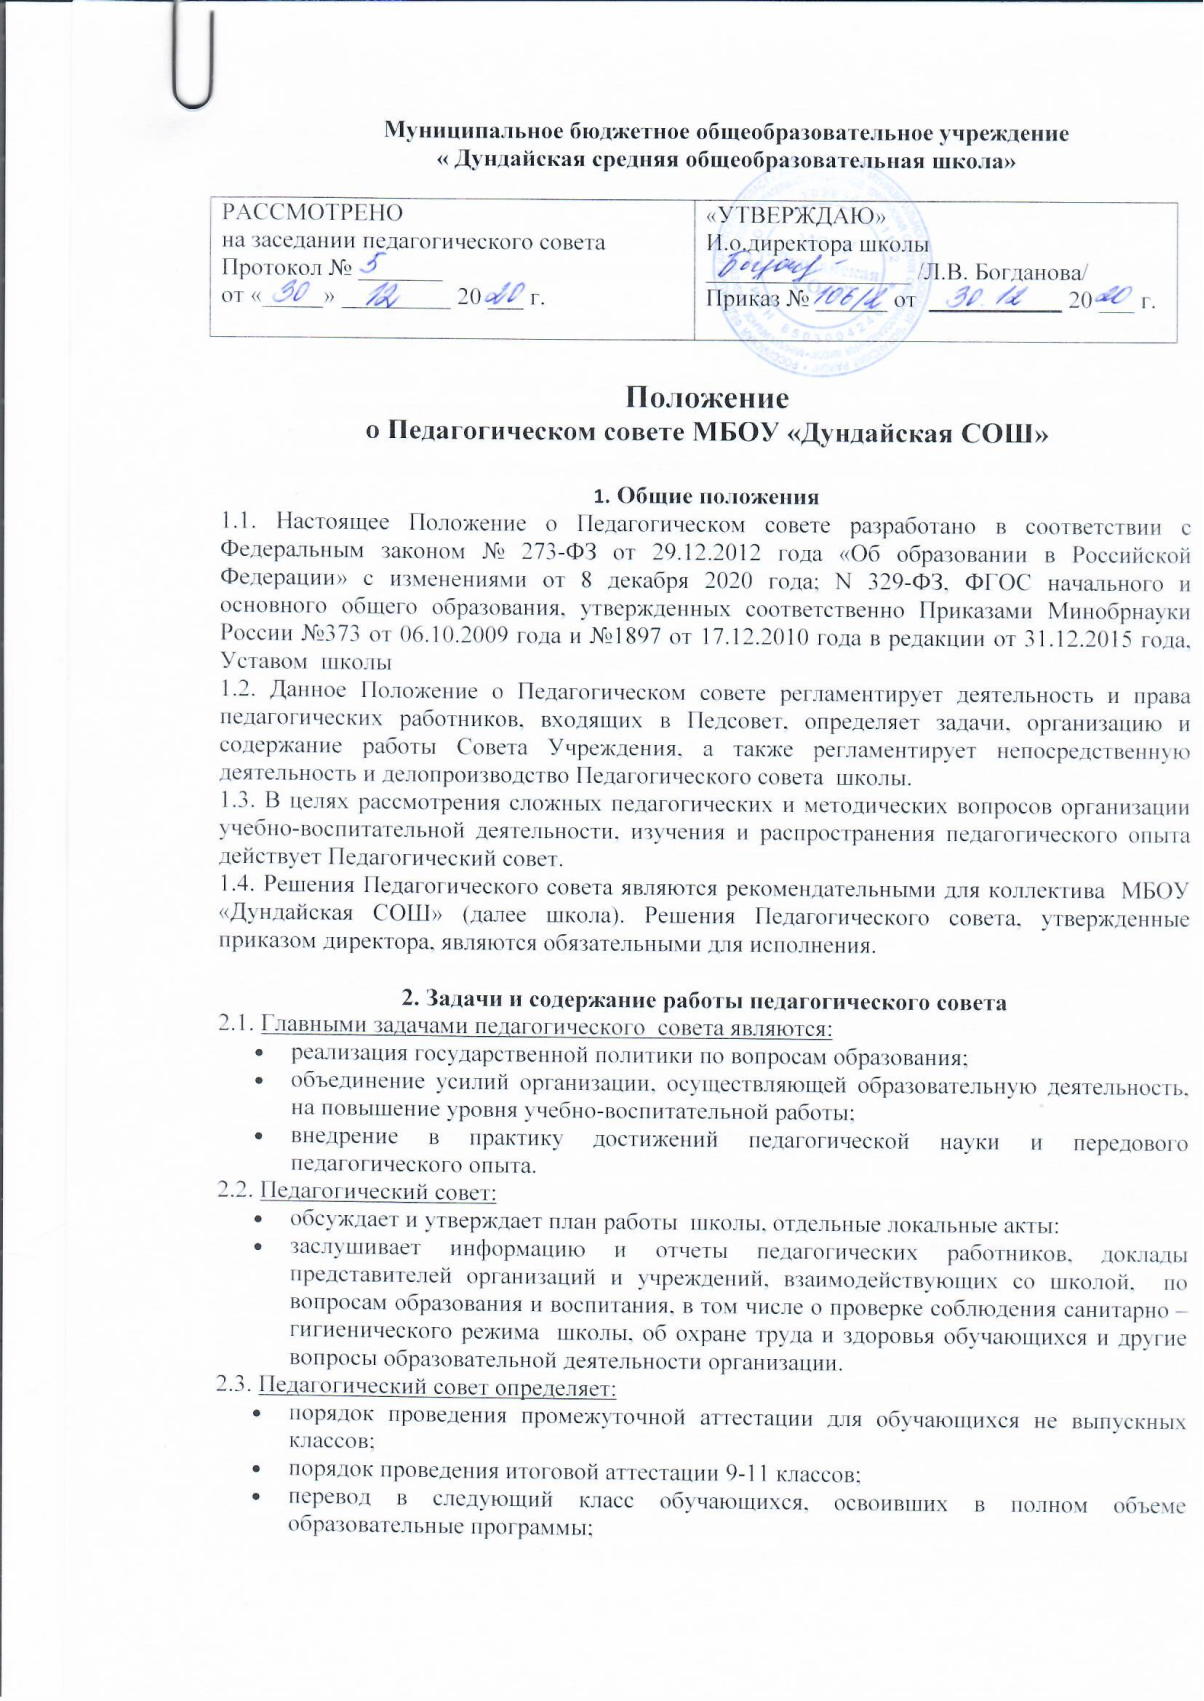 Муниципальное бюджетное общеобразовательное учреждение
« Дундайская средняя общеобразовательная школа»
РАССМОТРЕНО
на заседании педагогического совета
Протокол № 5
от « 30 » 12 20 20 г.
«УТВЕРЖДАЮ»
И.о.директора школы
/Л.В. Богданова/
Приказ № 106/2 от 30.12 20 20 г.
Положение
о Педагогическом совете МБОУ «Дундайская СОШ»
1. Общие положения
1.1. Настоящее Положение о Педагогическом совете разработано в соответствии с
Федеральным законом № 273-ФЗ от 29.12.2012 года «Об образовании в Российской
Федерации» с изменениями от 8 декабря 2020 года; N 329-ФЗ, ФГОС начального и
основного общего образования, утвержденных соответственно Приказами Минобрнауки
России №373 от 06.10.2009 года и №1897 от 17.12.2010 года в редакции от 31.12.2015 года,
Уставом школы
1.2. Данное Положение о Педагогическом совете регламентирует деятельность и права
педагогических работников, входящих в Педсовет, определяет задачи, организацию и
содержание работы Совета Учреждения, а также регламентирует непосредственную
деятельность и делопроизводство Педагогического совета школы.
1.3. В целях рассмотрения сложных педагогических и методических вопросов организации
учебно-воспитательной деятельности, изучения и распространения педагогического опыта
действует Педагогический совет.
1.4. Решения Педагогического совета являются рекомендательными для коллектива МБОУ
«Дундайская СОШ» (далее школа). Решения Педагогического совета, утвержденные
приказом директора, являются обязательными для исполнения.
2. Задачи и содержание работы педагогического совета
2.1. Главными задачами педагогического совета являются:
• реализация государственной политики по вопросам образования;
• объединение усилий организации, осуществляющей образовательную деятельность,
на повышение уровня учебно-воспитательной работы;
• внедрение в практику достижений педагогической науки и передового
педагогического опыта.
2.2. Педагогический совет:
• обсуждает и утверждает план работы школы, отдельные локальные акты:
• заслушивает информацию и отчеты педагогических работников, доклады
представителей организаций и учреждений, взаимодействующих со школой, по
вопросам образования и воспитания, в том числе о проверке соблюдения санитарно –
гигиенического режима школы, об охране труда и здоровья обучающихся и другие
вопросы образовательной деятельности организации.
2.3. Педагогический совет определяет:
• порядок проведения промежуточной аттестации для обучающихся не выпускных
классов;
• порядок проведения итоговой аттестации 9-11 классов;
• перевод в следующий класс обучающихся, освоивших в полном объеме
образовательные программы;